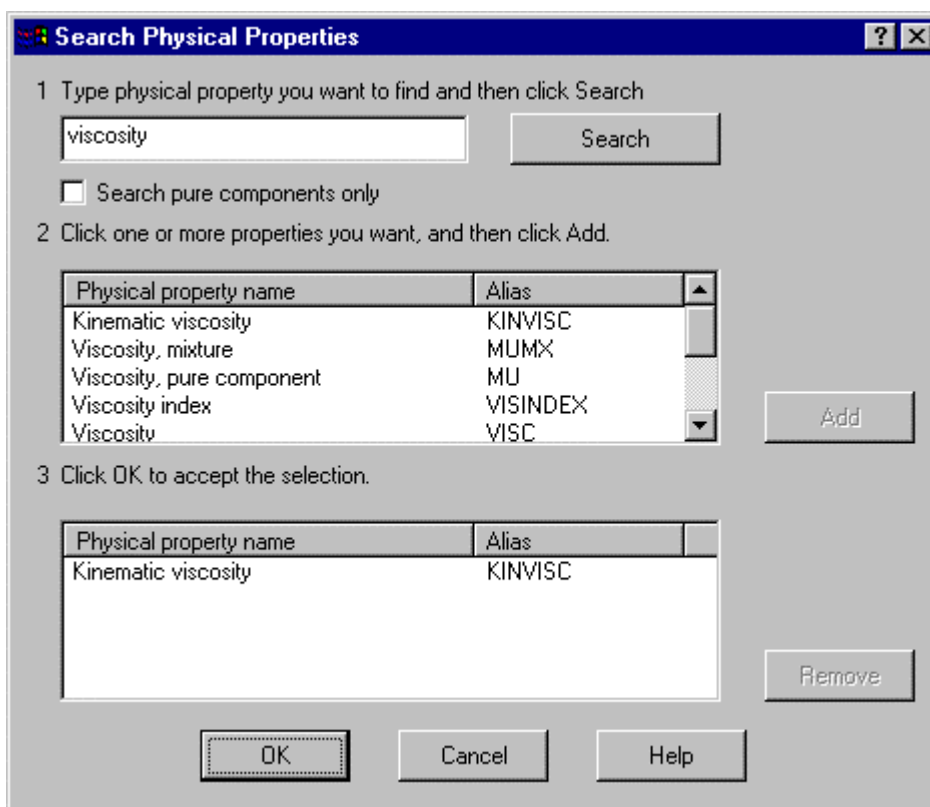 Search Physical Properties
1 Type physical property you want to find and then click Search
viscosity
Search
Search pure components only
2 Click one or more properties you want, and then click Add.
Physical property name Alias
Kinematic viscosity KINVISC
Viscosity, mixture MUMX
Viscosity, pure component MU
Viscosity index VISINDEX
Viscosity VISC
Add
3 Click OK to accept the selection.
Physical property name Alias
Kinematic viscosity KINVISC
Remove
OK Cancel Help